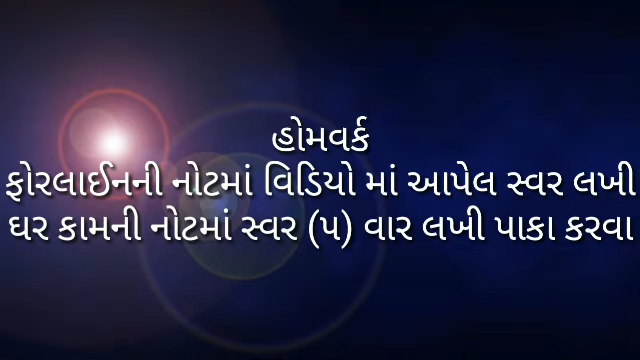 હોમવર્ક
ફોરલાઈનની નોટમાં વિડિયો માં આપેલ સ્વર લખી
ઘર કામની નોટમાં સ્વર (૫) વાર લખી પાકા કરવા